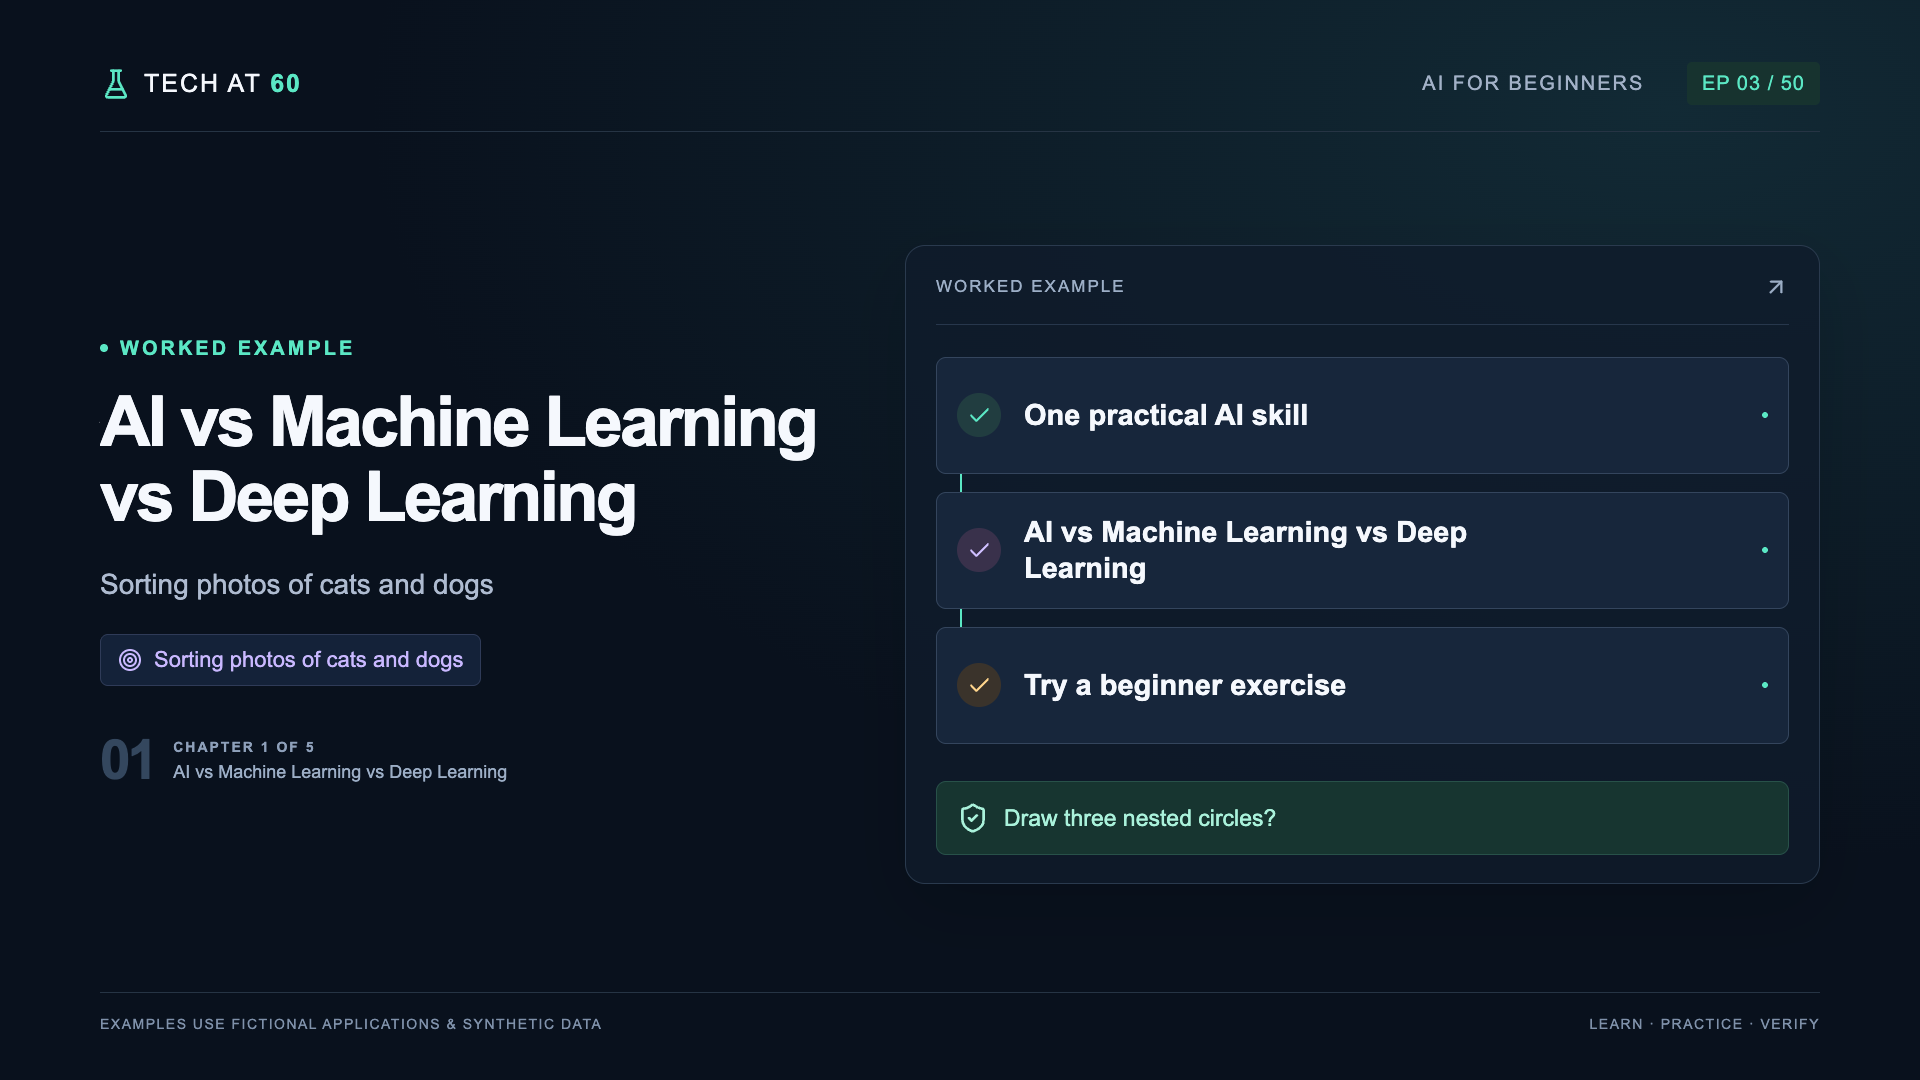 TECH AT 60
AI FOR BEGINNERS
EP 03 / 50
WORKED EXAMPLE
AI vs Machine Learning
vs Deep Learning
Sorting photos of cats and dogs
Sorting photos of cats and dogs
01
CHAPTER 1 OF 5
AI vs Machine Learning vs Deep Learning
WORKED EXAMPLE
One practical AI skill
AI vs Machine Learning vs Deep
Learning
Try a beginner exercise
Draw three nested circles?
EXAMPLES USE FICTIONAL APPLICATIONS & SYNTHETIC DATA
LEARN · PRACTICE · VERIFY